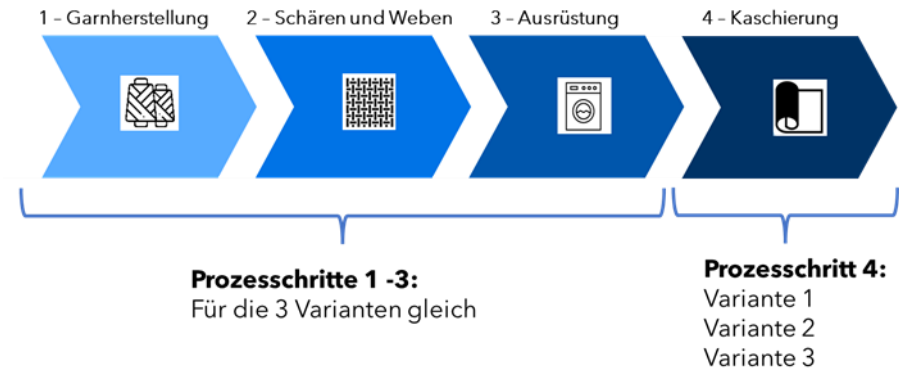 1 – Garnherstellung
2 – Schären und Weben
3 – Ausrüstung
4 – Kaschierung
Prozesschritte 1 -3:
Für die 3 Varianten gleich
Prozesschritt 4:
Variante 1
Variante 2
Variante 3